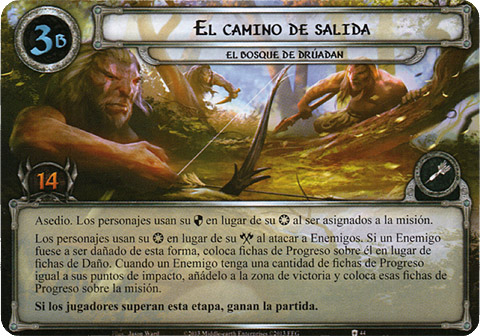 3B
EL CAMINO DE SALIDA
EL BOSQUE DE DRÚADAN
14
Asedio. Los personajes usan su en lugar de su al ser asignados a la misión.
Los personajes usan su en lugar de su al atacar a Enemigos. Si un Enemigo
fuese a ser dañado de esta forma, coloca fichas de Progreso sobre él en lugar de
fichas de Daño. Cuando un Enemigo tenga una cantidad de fichas de Progreso
igual a sus puntos de impacto, añádelo a la zona de victoria y coloca esas fichas de
Progreso sobre la misión.
Si los jugadores superan esta etapa, ganan la partida.
Illus. Jason Ward ©2013 Middle-earth Enterprises ©2013 FFG 44